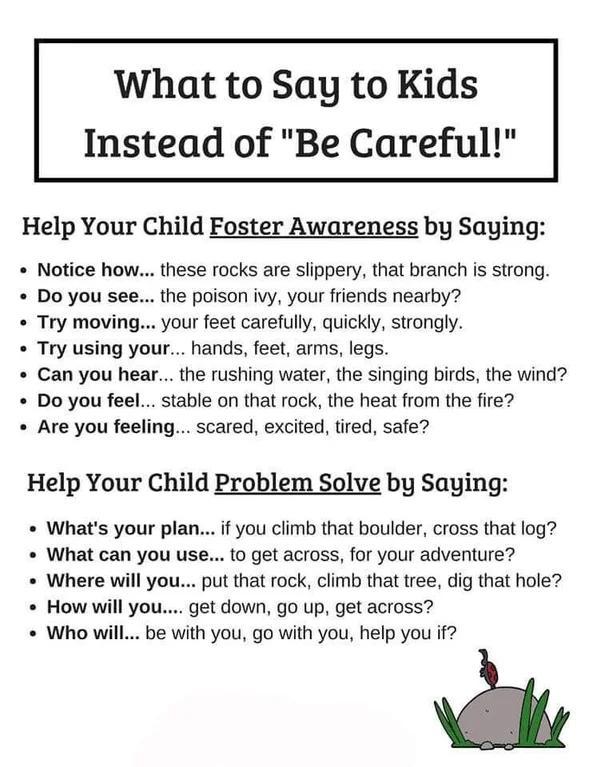 What to Say to Kids
Instead of "Be Careful!"
Help Your Child Foster Awareness by Saying:
• Notice how... these rocks are slippery, that branch is strong.
• Do you see... the poison ivy, your friends nearby?
• Try moving... your feet carefully, quickly, strongly.
• Try using your... hands, feet, arms, legs.
• Can you hear... the rushing water, the singing birds, the wind?
• Do you feel... stable on that rock, the heat from the fire?
• Are you feeling... scared, excited, tired, safe?
Help Your Child Problem Solve by Saying:
• What's your plan... if you climb that boulder, cross that log?
• What can you use... to get across, for your adventure?
• Where will you... put that rock, climb that tree, dig that hole?
• How will you.... get down, go up, get across?
• Who will... be with you, go with you, help you if?